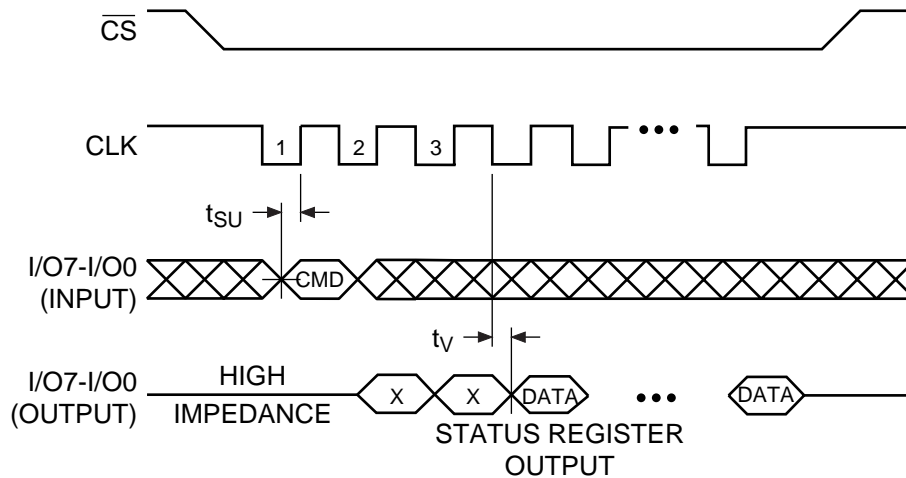 CS
CLK
1 2 3 •••
tSU
I/O7-I/O0
(INPUT)
CMD
tV
I/O7-I/O0
(OUTPUT)
HIGH
IMPEDANCE
X X DATA ••• DATA
STATUS REGISTER
OUTPUT